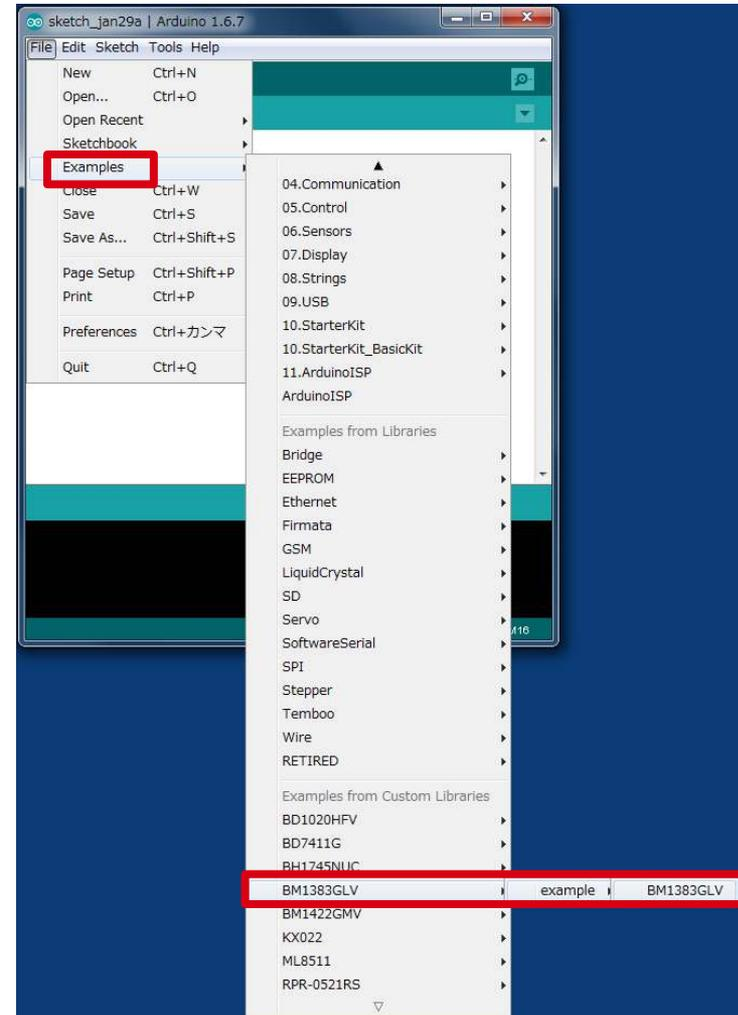 sketch_jan29a | Arduino 1.6.7
File Edit Sketch Tools Help
New Ctrl+N
Open... Ctrl+O
Open Recent
Sketchbook
Examples
Close Ctrl+W
Save Ctrl+S
Save As... Ctrl+Shift+S
Page Setup Ctrl+Shift+P
Print Ctrl+P
Preferences Ctrl+カンマ
Quit Ctrl+Q
04.Communication
05.Control
06.Sensors
07.Display
08.Strings
09.USB
10.StarterKit
10.StarterKit_BasicKit
11.ArduinoISP
ArduinoISP
Examples from Libraries
Bridge
EEPROM
Ethernet
Firmata
GSM
LiquidCrystal
SD
Servo
SoftwareSerial
SPI
Stepper
Temboo
Wire
RETIRED
Examples from Custom Libraries
BD1020HFV
BD7411G
BH1745NUC
BM1383GLV example BM1383GLV
BM1422GMV
KX022
ML8511
RPR-0521RS